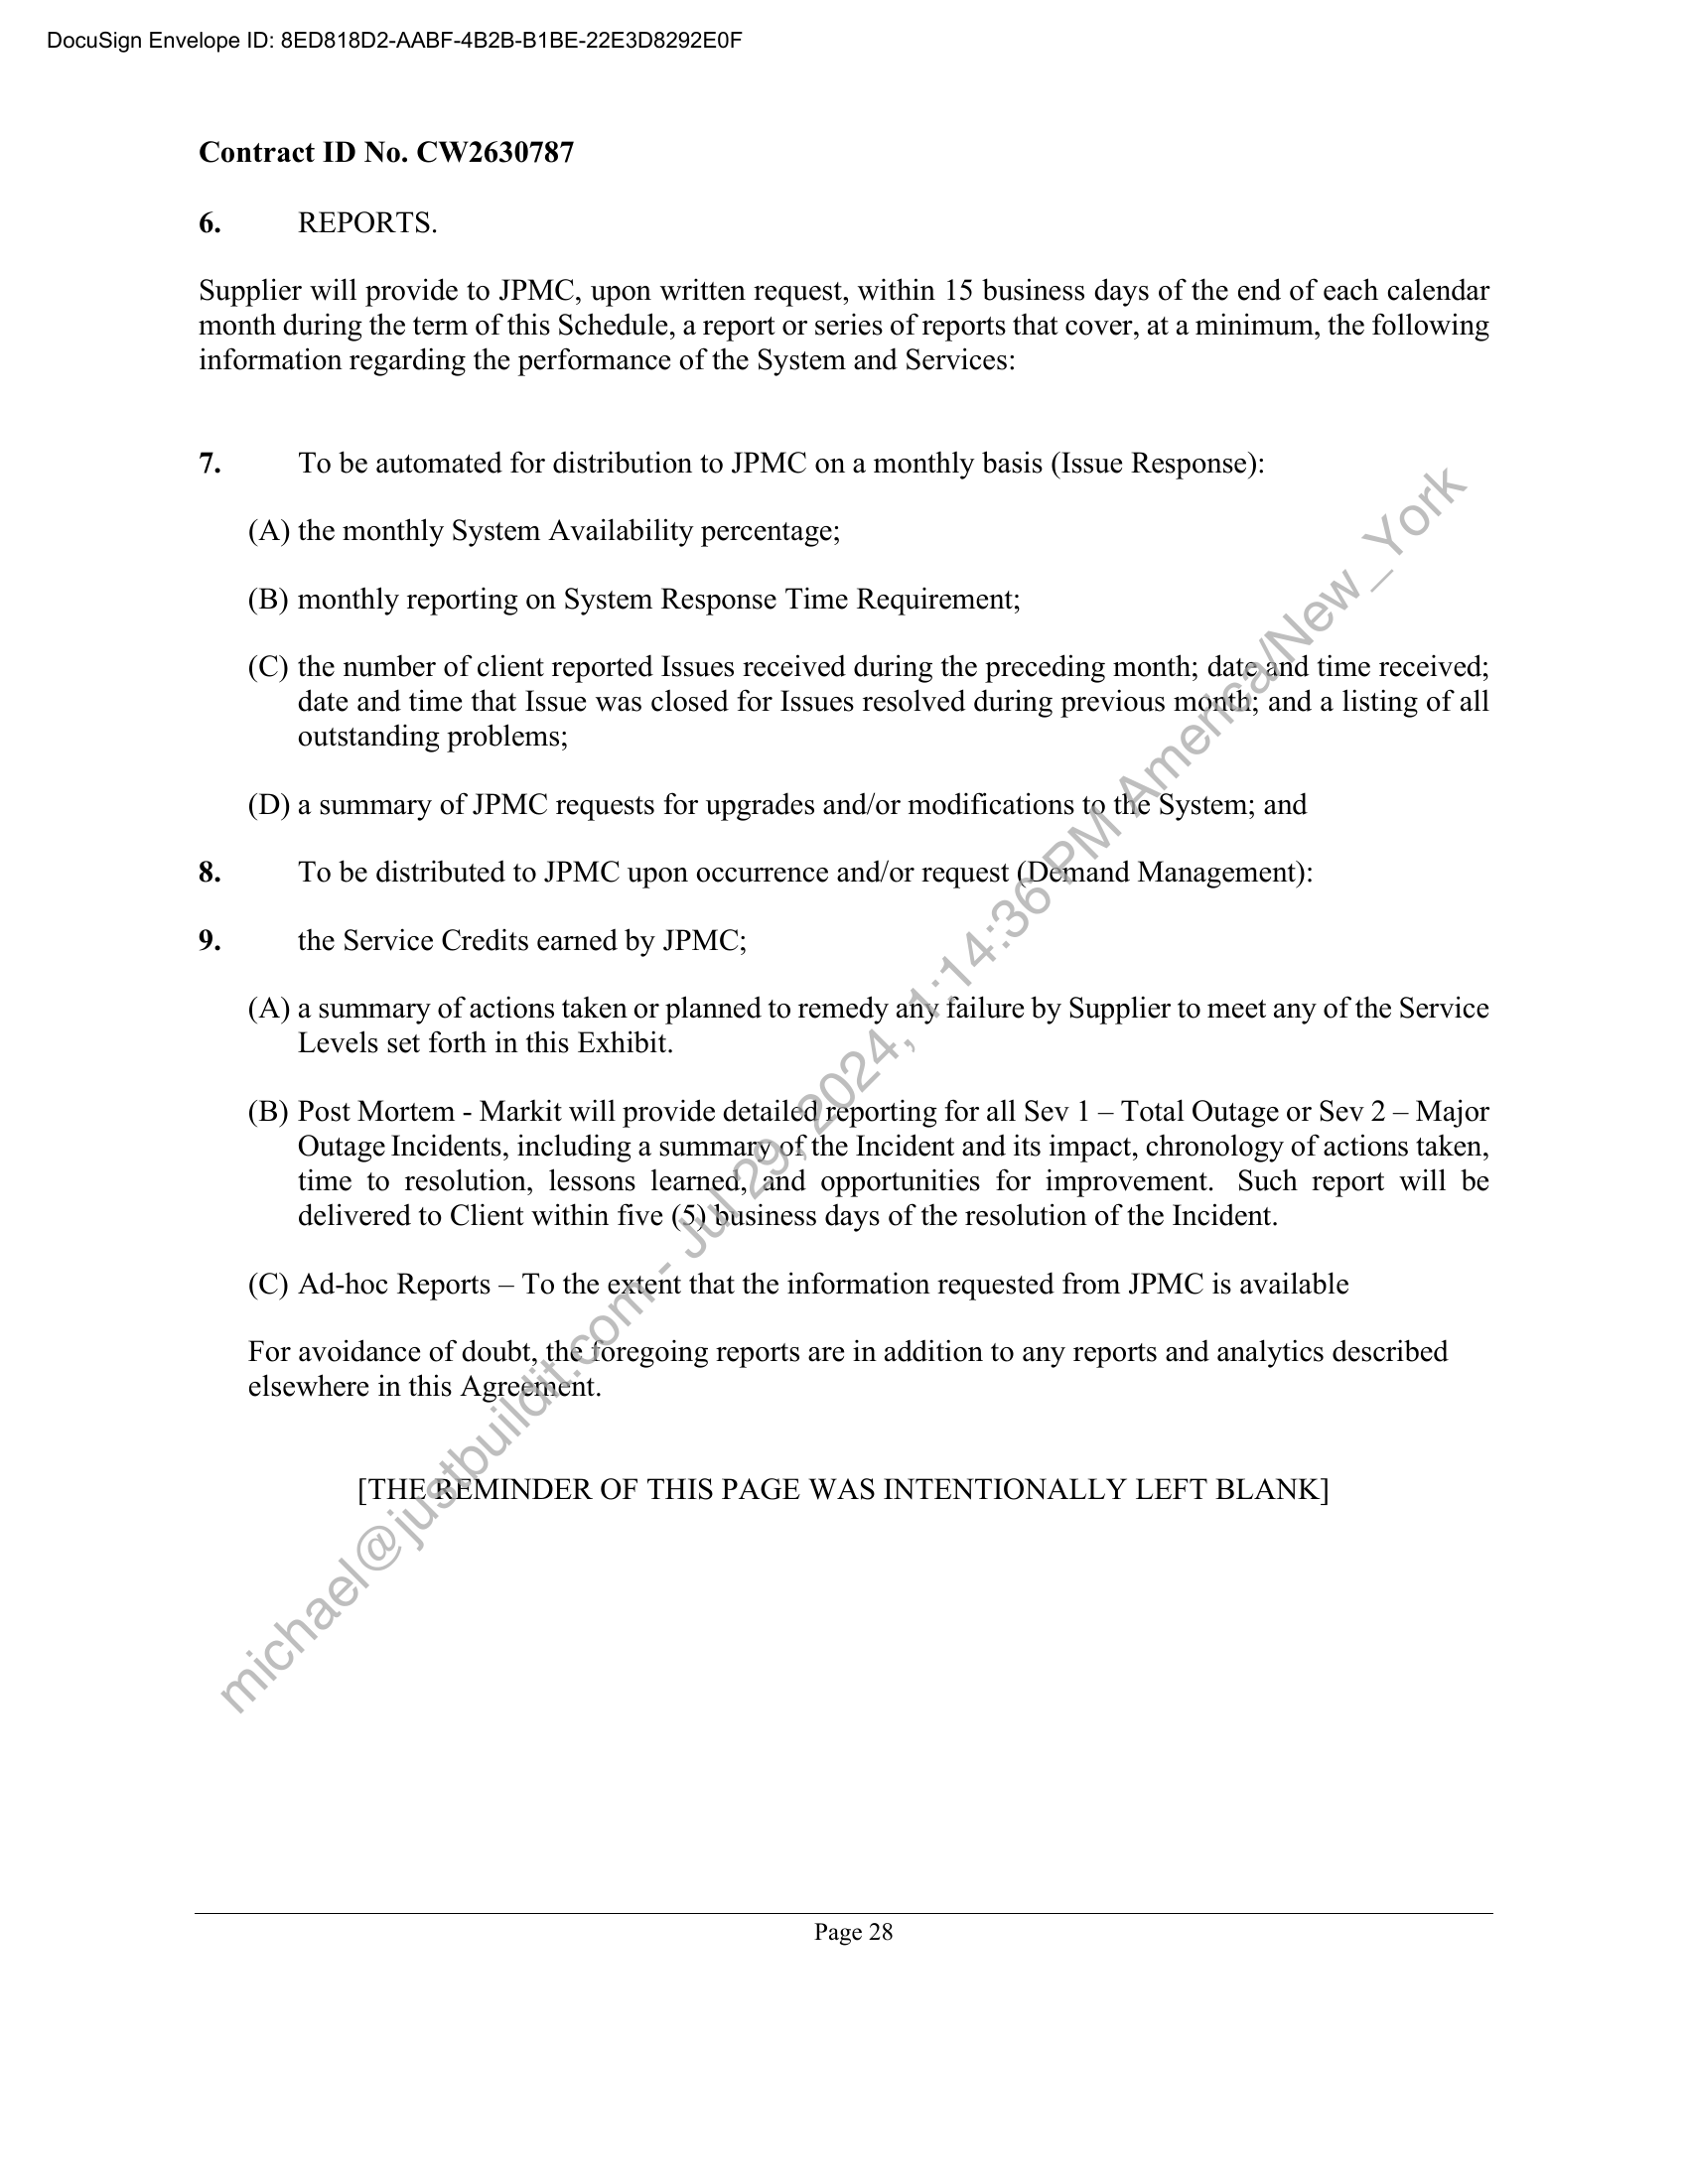 DocuSign Envelope ID: 8ED818D2-AABF-4B2B-B1BE-22E3D8292E0F
Contract ID No. CW2630787
6. REPORTS.
Supplier will provide to JPMC, upon written request, within 15 business days of the end of each calendar
month during the term of this Schedule, a report or series of reports that cover, at a minimum, the following
information regarding the performance of the System and Services:
7. To be automated for distribution to JPMC on a monthly basis (Issue Response):
(A) the monthly System Availability percentage;
(B) monthly reporting on System Response Time Requirement;
(C) the number of client reported Issues received during the preceding month; date and time received;
date and time that Issue was closed for Issues resolved during previous month; and a listing of all
outstanding problems;
(D) a summary of JPMC requests for upgrades and/or modifications to the System; and
8. To be distributed to JPMC upon occurrence and/or request (Demand Management):
9. the Service Credits earned by JPMC;
(A) a summary of actions taken or planned to remedy any failure by Supplier to meet any of the Service
Levels set forth in this Exhibit.
(B) Post Mortem - Markit will provide detailed reporting for all Sev 1 – Total Outage or Sev 2 – Major
Outage Incidents, including a summary of the Incident and its impact, chronology of actions taken,
time to resolution, lessons learned, and opportunities for improvement. Such report will be
delivered to Client within five (5) business days of the resolution of the Incident.
(C) Ad-hoc Reports – To the extent that the information requested from JPMC is available
For avoidance of doubt, the foregoing reports are in addition to any reports and analytics described
elsewhere in this Agreement.
[THE REMINDER OF THIS PAGE WAS INTENTIONALLY LEFT BLANK]
michael@justbuildit.com - Jul 29, 2024, 1:14:36 PM America/New_York
Page 28